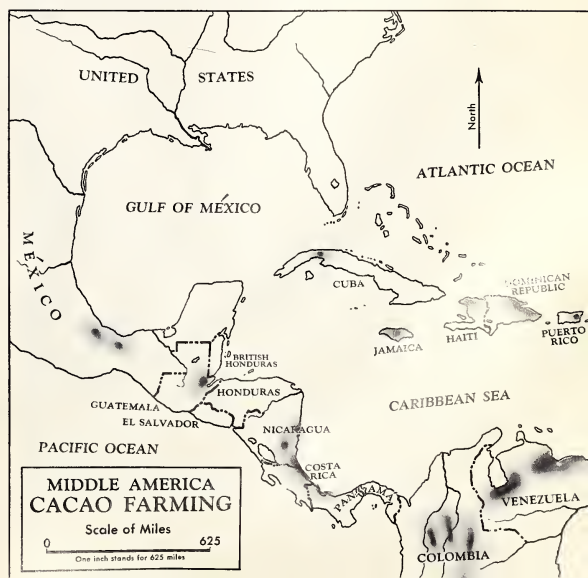 UNITED STATES
North
ATLANTIC OCEAN
GULF OF MÉXICO
MÉXICO
CUBA
DOMINICAN
REPUBLIC
HAITI
PUERTO
RICO
JAMAICA
BRITISH
HONDURAS
HONDURAS
GUATEMALA
EL SALVADOR
CARIBBEAN SEA
NICARAGUA
PACIFIC OCEAN
COSTA
RICA
PANAMA
VENEZUELA
COLOMBIA
MIDDLE AMERICA
CACAO FARMING
Scale of Miles
0 625
One inch stands for 625 miles